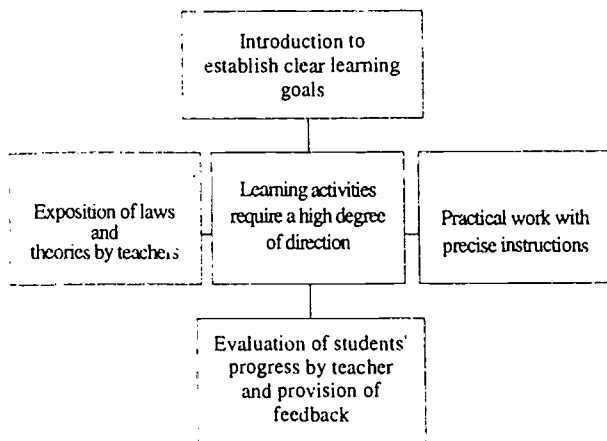 Introduction to
establish clear learning
goals
Exposition of laws
and
theories by teachers
Learning activities
require a high degree
of direction
Practical work with
precise instructions
Evaluation of students'
progress by teacher
and provision of
feedback